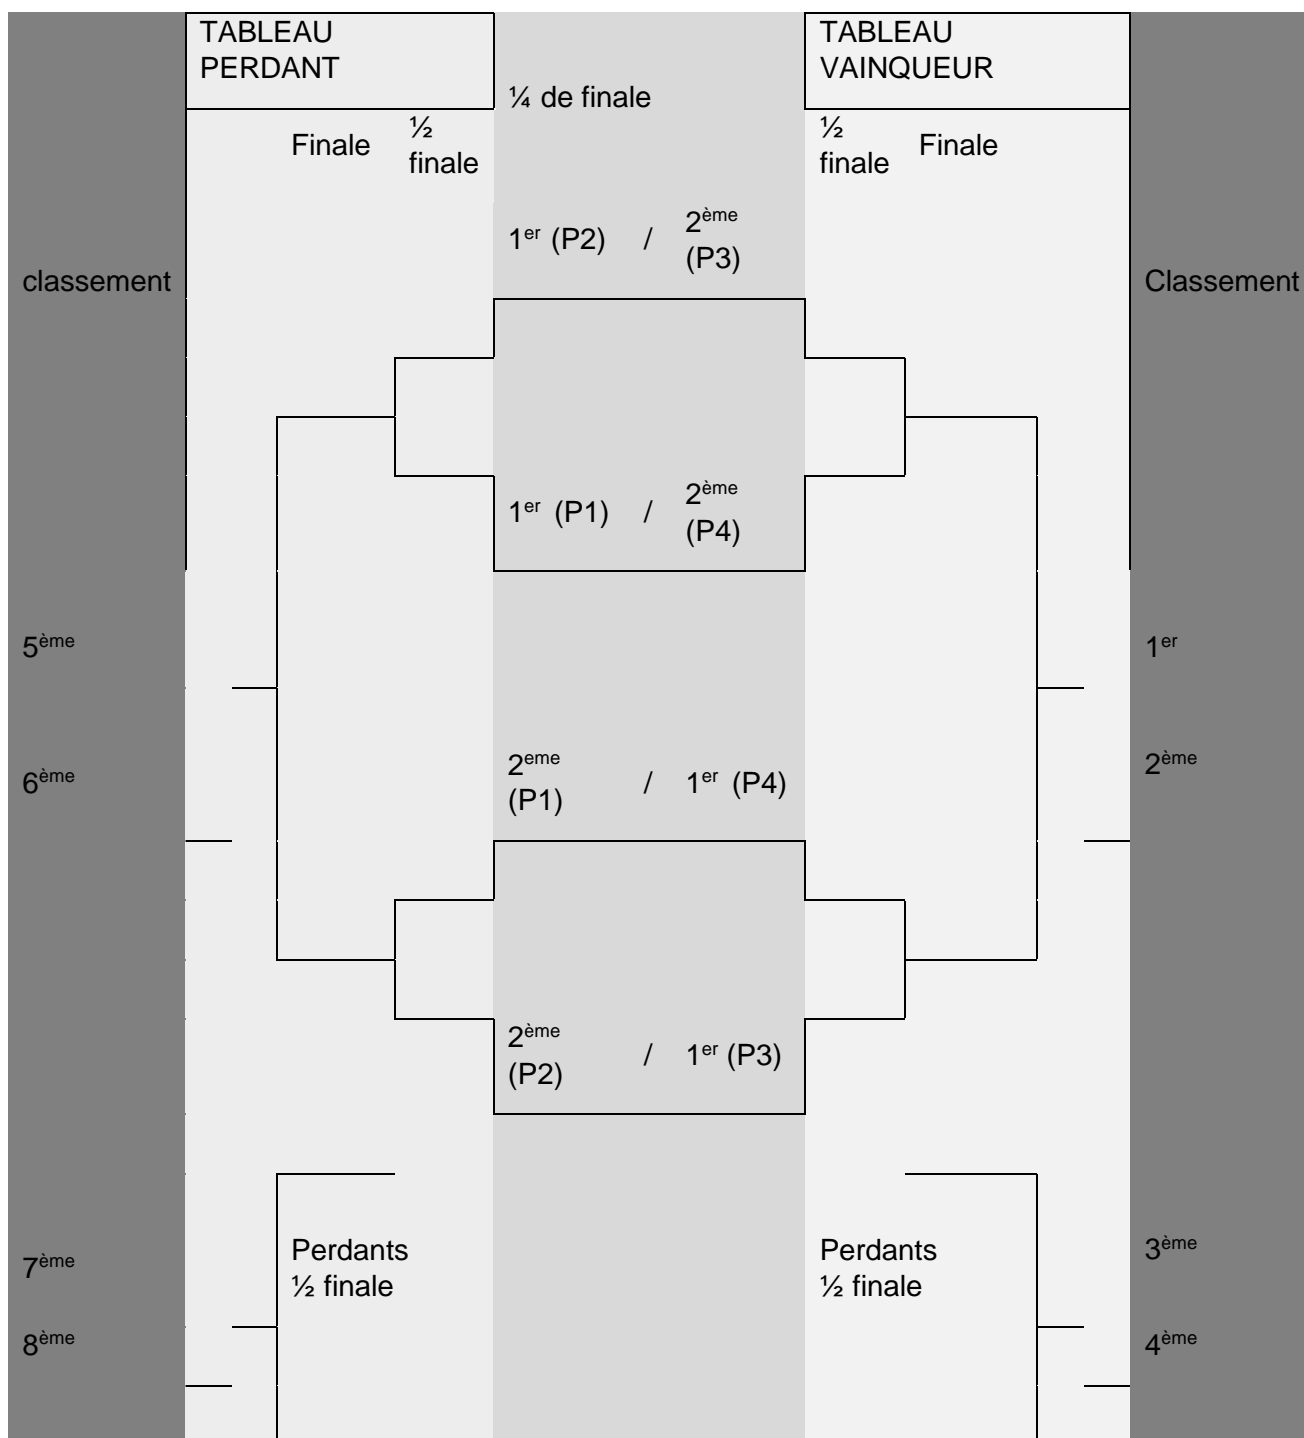 TABLEAU
PERDANT
TABLEAU
VAINQUEUR
¼ de finale
Finale
½
finale
½
finale
Finale
1er (P2) / 2ème
(P3)
classement
Classement
1er (P1) / 2ème
(P4)
5ème
1er
6ème
2eme
(P1) / 1er (P4)
2ème
2ème
(P2) / 1er (P3)
7ème
Perdants
½ finale
Perdants
½ finale
3ème
8ème
4ème